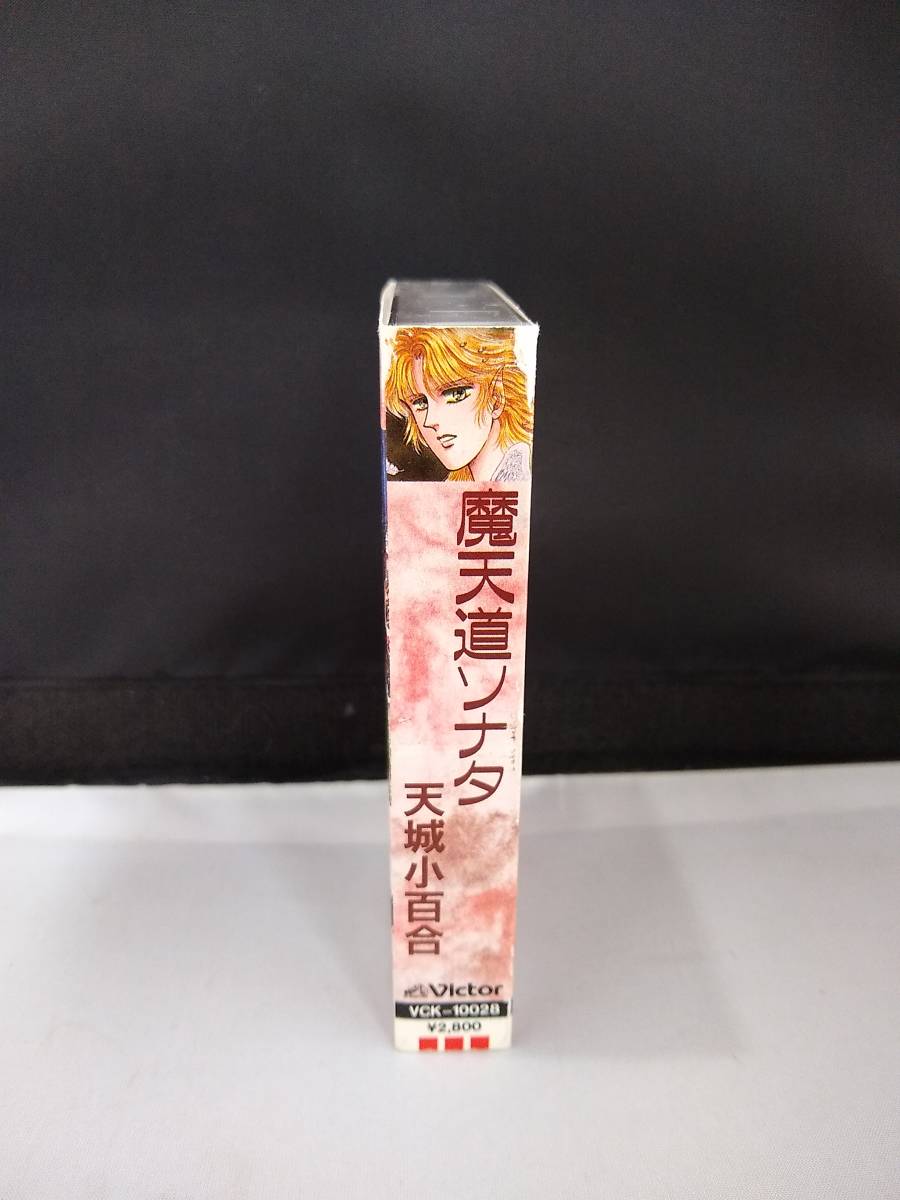 魔天道ソナタ
天城小百合
Victor
VCK-10028
¥2,800